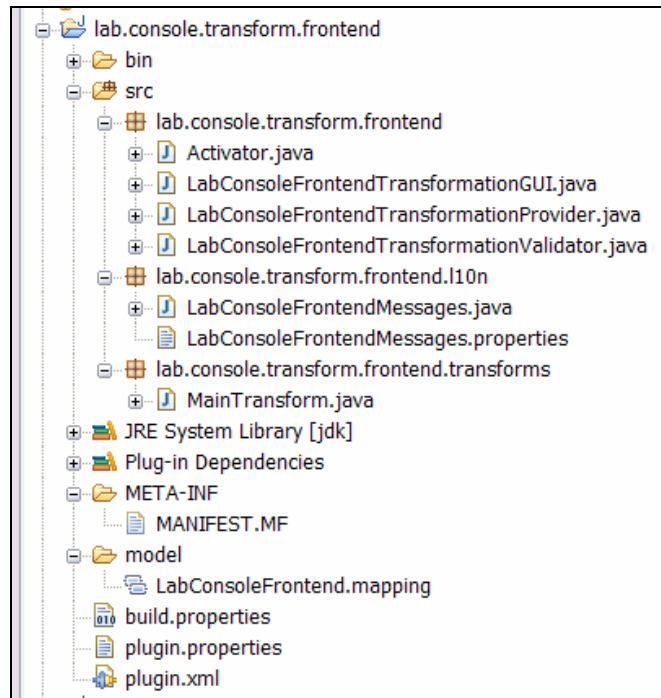 lab.console.transform.frontend
bin
src
lab.console.transform.frontend
Activator.java
LabConsoleFrontendTransformationGUI.java
LabConsoleFrontendTransformationProvider.java
LabConsoleFrontendTransformationValidator.java
lab.console.transform.frontend.l10n
LabConsoleFrontendMessages.java
LabConsoleFrontendMessages.properties
lab.console.transform.frontend.transforms
MainTransform.java
JRE System Library [jdk]
Plug-in Dependencies
META-INF
MANIFEST.MF
model
LabConsoleFrontend.mapping
build.properties
plugin.properties
plugin.xml